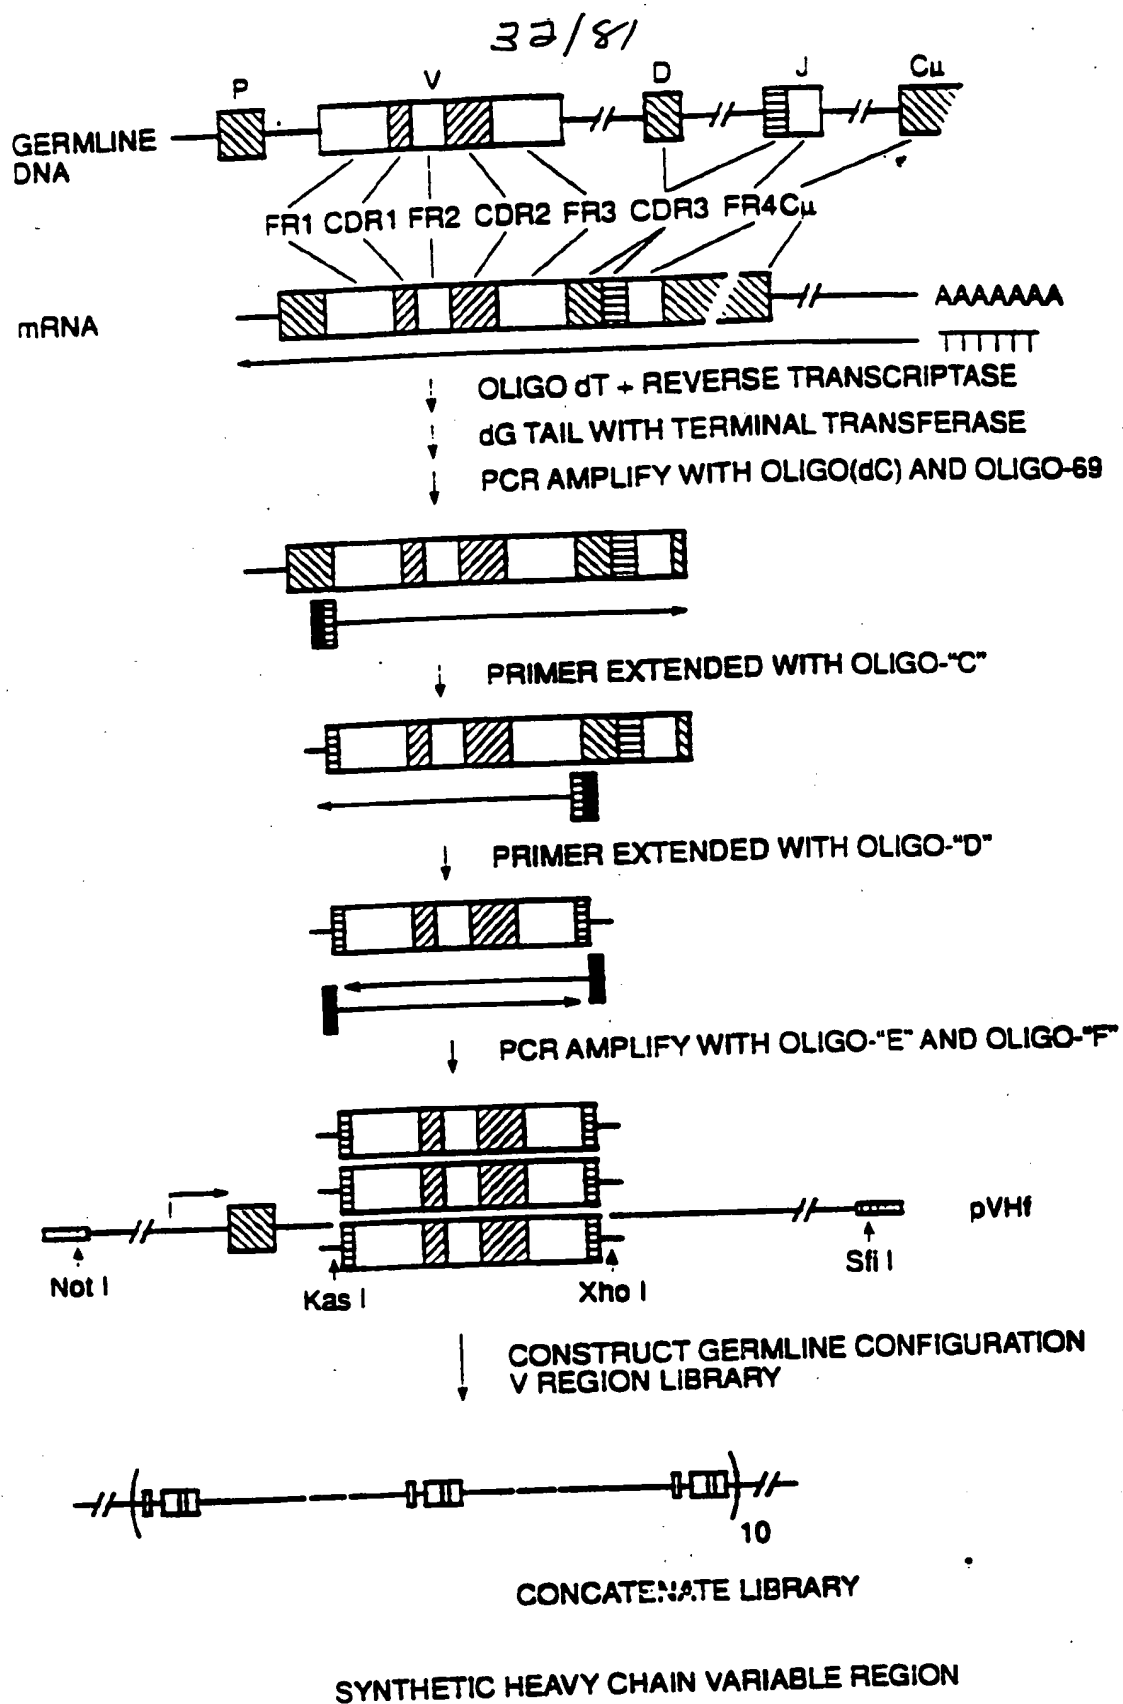 32/81
P V D J Cμ
GERMLINE
DNA
FR1 CDR1 FR2 CDR2 FR3 CDR3 FR4 Cμ
mRNA
AAAAAAA
TTTTTT
OLIGO dT + REVERSE TRANSCRIPTASE
dG TAIL WITH TERMINAL TRANSFERASE
PCR AMPLIFY WITH OLIGO(dC) AND OLIGO-69
PRIMER EXTENDED WITH OLIGO-"C"
PRIMER EXTENDED WITH OLIGO-"D"
PCR AMPLIFY WITH OLIGO-"E" AND OLIGO-"F"
pVHf
Not I
Kas I
Xho I
Sfi I
CONSTRUCT GERMLINE CONFIGURATION
V REGION LIBRARY
10
CONCATENATE LIBRARY
SYNTHETIC HEAVY CHAIN VARIABLE REGION